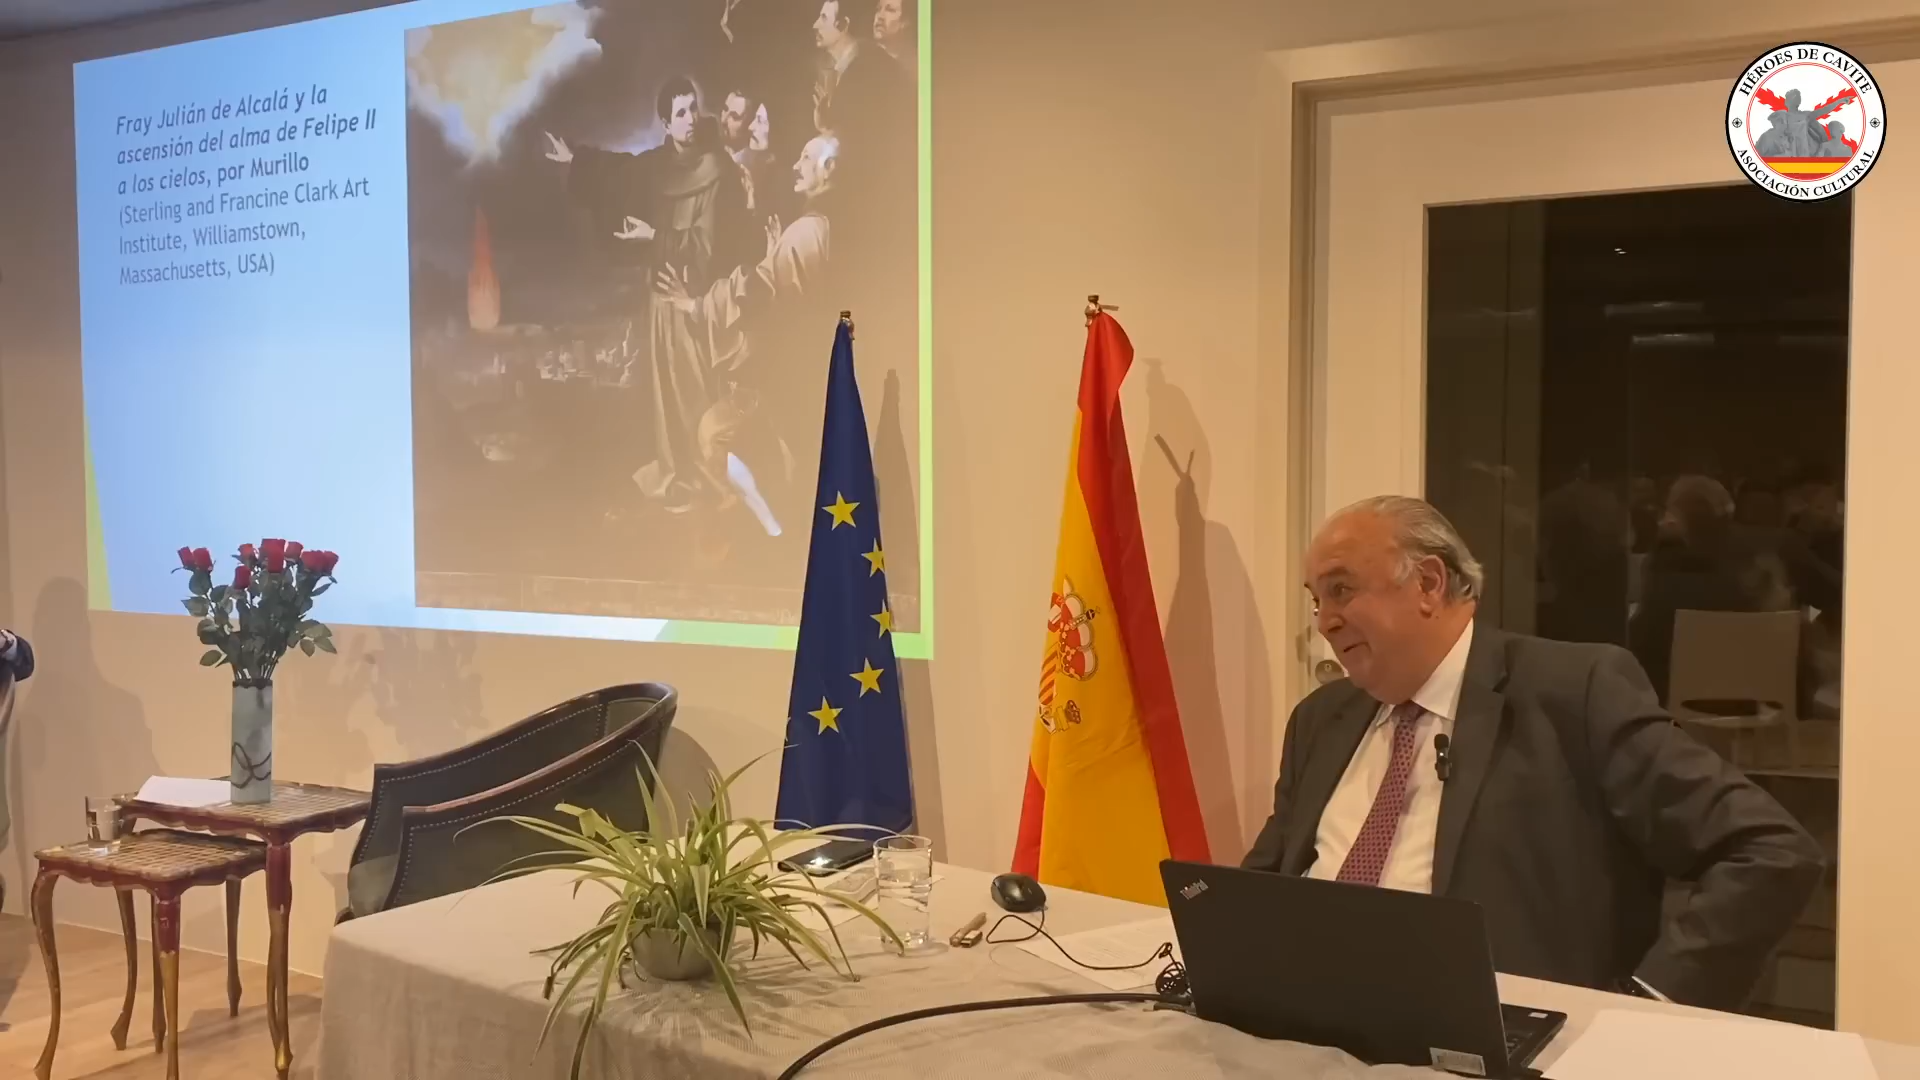 Fray Julián de Alcalá y la
ascensión del alma de Felipe II
a los cielos, por Murillo
(Sterling and Francine Clark Art
Institute, Williamstown,
Massachusetts, USA)
HÉROES DE CAVITE
ASOCIACIÓN CULTURAL
ThinkPad